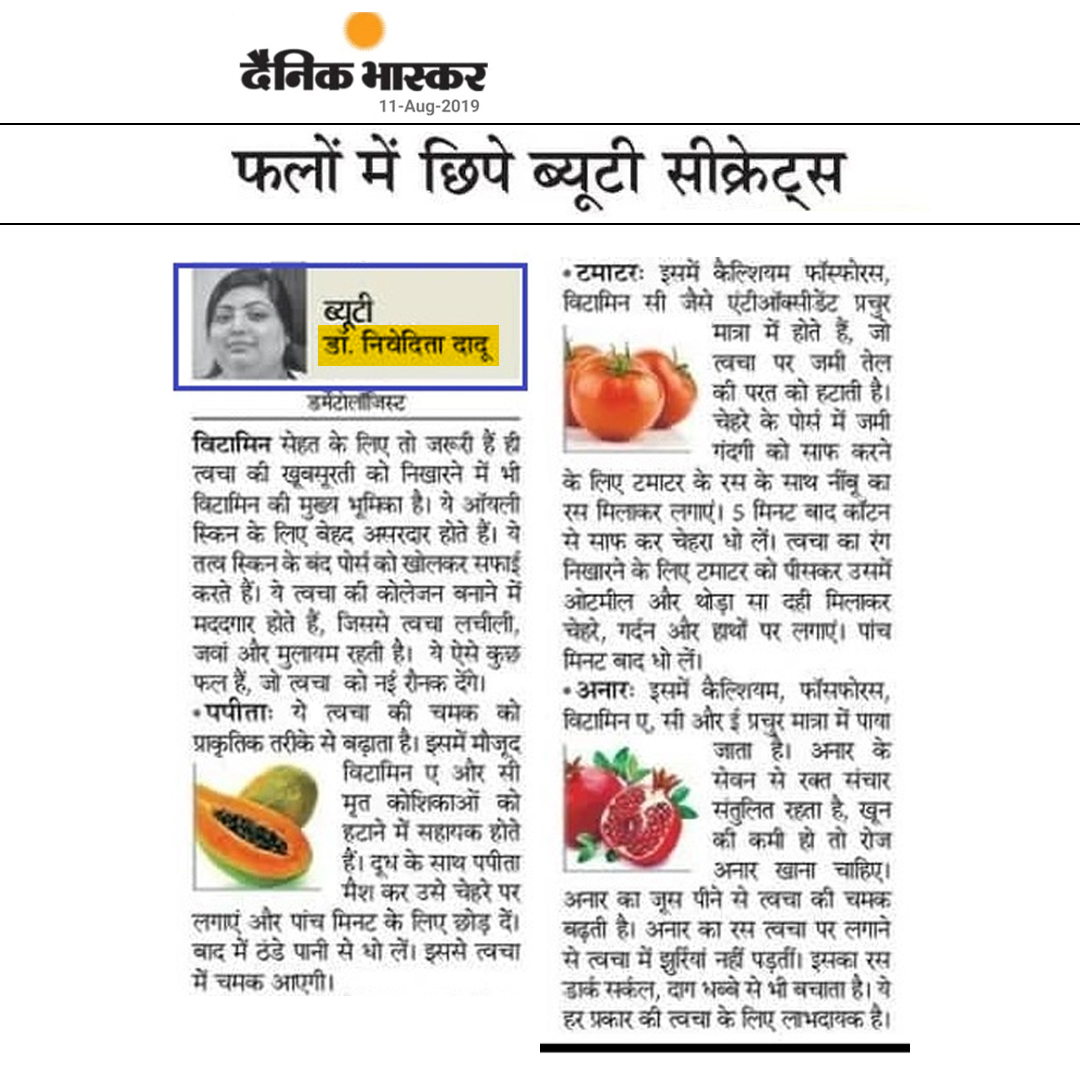 दैनिक भास्कर
11-Aug-2019
फलों में छिपे ब्यूटी सीक्रेट्स
ब्यूटी
डॉ. निवेदिता दादू
डर्मेटोलॉजिस्ट
विटामिन सेहत के लिए तो जरूरी हैं ही
त्वचा की खूबसूरती को निखारने में भी
विटामिन की मुख्य भूमिका है। ये ऑयली
स्किन के लिए बेहद असरदार होते हैं। ये
तत्व स्किन के बंद पोर्स को खोलकर सफाई
करते हैं। ये त्वचा की कोलेजन बनाने में
मददगार होते हैं, जिससे त्वचा लचीली,
जवां और मुलायम रहती है। ये ऐसे कुछ
फल हैं, जो त्वचा को नई रौनक देंगे।
•पपीताः ये त्वचा की चमक को
प्राकृतिक तरीके से बढ़ाता है। इसमें मौजूद
विटामिन ए और सी
मृत कोशिकाओं को
हटाने में सहायक होते
हैं। दूध के साथ पपीता
मैश कर उसे चेहरे पर
लगाएं और पांच मिनट के लिए छोड़ दें।
बाद में ठंडे पानी से धो लें। इससे त्वचा
में चमक आएगी।
•टमाटरः इसमें कैल्शियम फॉस्फोरस,
विटामिन सी जैसे एंटीऑक्सीडेंट प्रचुर
मात्रा में होते हैं, जो
त्वचा पर जमी तेल
की परत को हटाती है।
चेहरे के पोर्स में जमी
गंदगी को साफ करने
के लिए टमाटर के रस के साथ नींबू का
रस मिलाकर लगाएं। 5 मिनट बाद कॉटन
से साफ कर चेहरा धो लें। त्वचा का रंग
निखारने के लिए टमाटर को पीसकर उसमें
ओटमील और थोड़ा सा दही मिलाकर
चेहरे, गर्दन और हाथों पर लगाएं। पांच
मिनट बाद धो लें।
•अनारः इसमें कैल्शियम, फॉसफोरस,
विटामिन ए, सी और ई प्रचुर मात्रा में पाया
जाता है। अनार के
सेवन से रक्त संचार
संतुलित रहता है, खून
की कमी हो तो रोज
अनार खाना चाहिए।
अनार का जूस पीने से त्वचा की चमक
बढ़ती है। अनार का रस त्वचा पर लगाने
से त्वचा में झुर्रियां नहीं पड़तीं। इसका रस
डार्क सर्कल, दाग धब्बे से भी बचाता है। ये
हर प्रकार की त्वचा के लिए लाभदायक है।